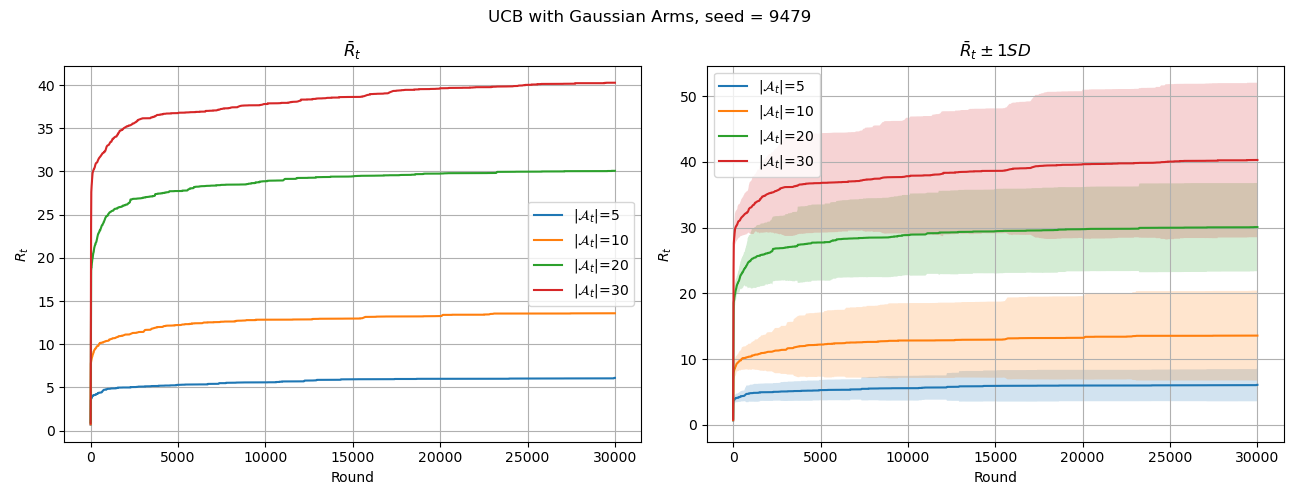 UCB with Gaussian Arms, seed = 9479
R̄ₜ
Rₜ
40
35
30
25
20
15
10
5
0
|𝒜ₜ|=5
|𝒜ₜ|=10
|𝒜ₜ|=20
|𝒜ₜ|=30
0 5000 10000 15000 20000 25000 30000
Round
R̄ₜ ± 1SD
Rₜ
50
40
30
20
10
0
|𝒜ₜ|=5
|𝒜ₜ|=10
|𝒜ₜ|=20
|𝒜ₜ|=30
0 5000 10000 15000 20000 25000 30000
Round